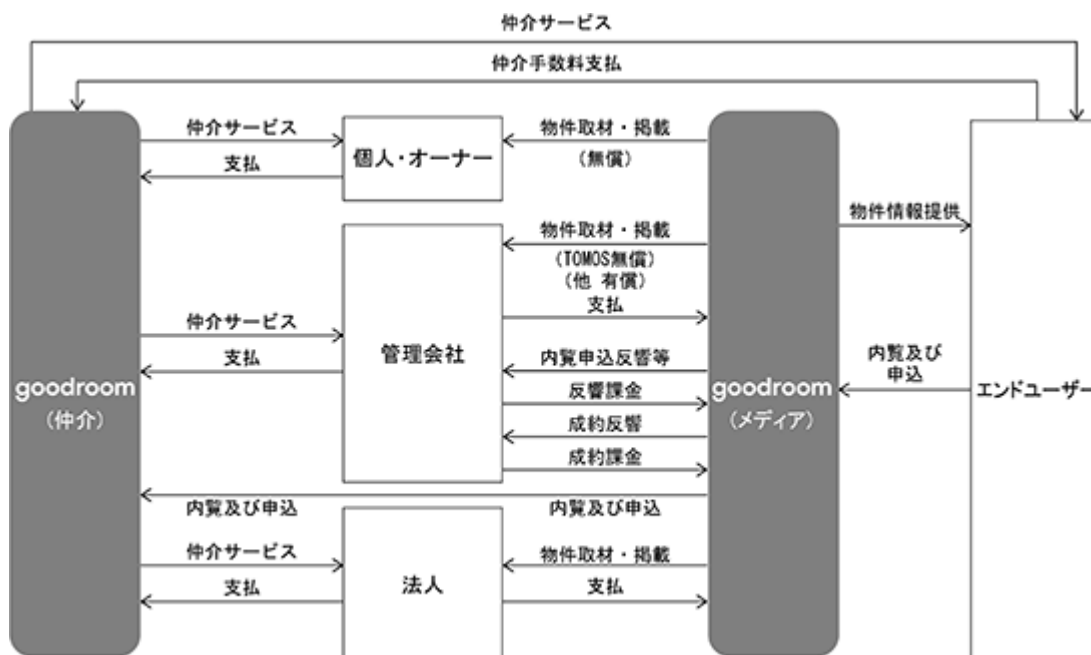 仲介サービス
仲介手数料支払
仲介サービス
支払
個人・オーナー
物件取材・掲載
(無償)
物件情報提供
物件取材・掲載
(TOMOS無償)
(他 有償)
支払
仲介サービス
支払
管理会社
内覧申込反響等
反響課金
成約反響
成約課金
goodroom
(仲介)
goodroom
(メディア)
内覧及び
申込
エンドユーザー
内覧及び申込
内覧及び申込
仲介サービス
支払
法人
物件取材・掲載
支払